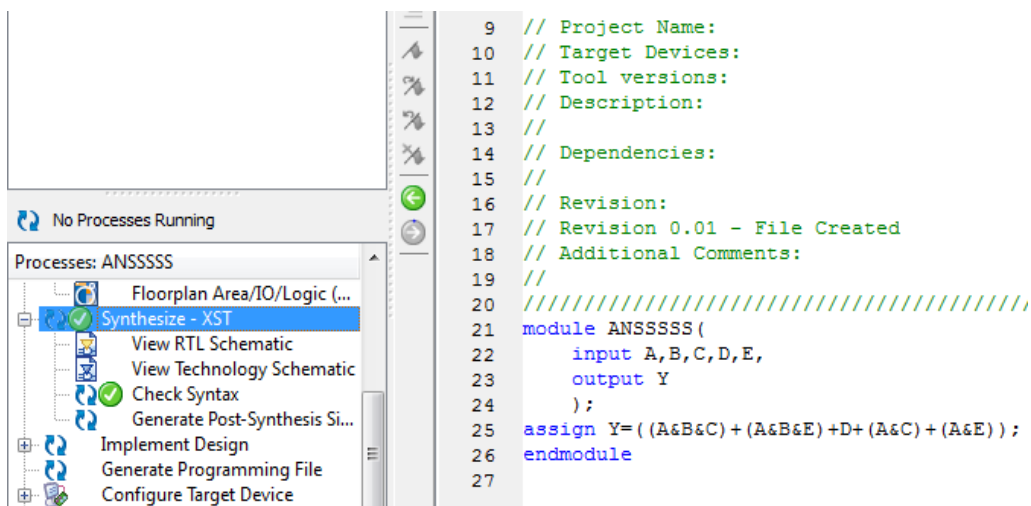 No Processes Running
Processes: ANSSSSS
Floorplan Area/IO/Logic (...
Synthesize - XST
View RTL Schematic
View Technology Schematic
Check Syntax
Generate Post-Synthesis Si...
Implement Design
Generate Programming File
Configure Target Device
9 // Project Name:
10 // Target Devices:
11 // Tool versions:
12 // Description:
13 //
14 // Dependencies:
15 //
16 // Revision:
17 // Revision 0.01 - File Created
18 // Additional Comments:
19 //
20 ////////////////////////////////////////////
21 module ANSSSSS(
22 input A,B,C,D,E,
23 output Y
24 );
25 assign Y=((A&B&C)+(A&B&E)+D+(A&C)+(A&E));
26 endmodule
27